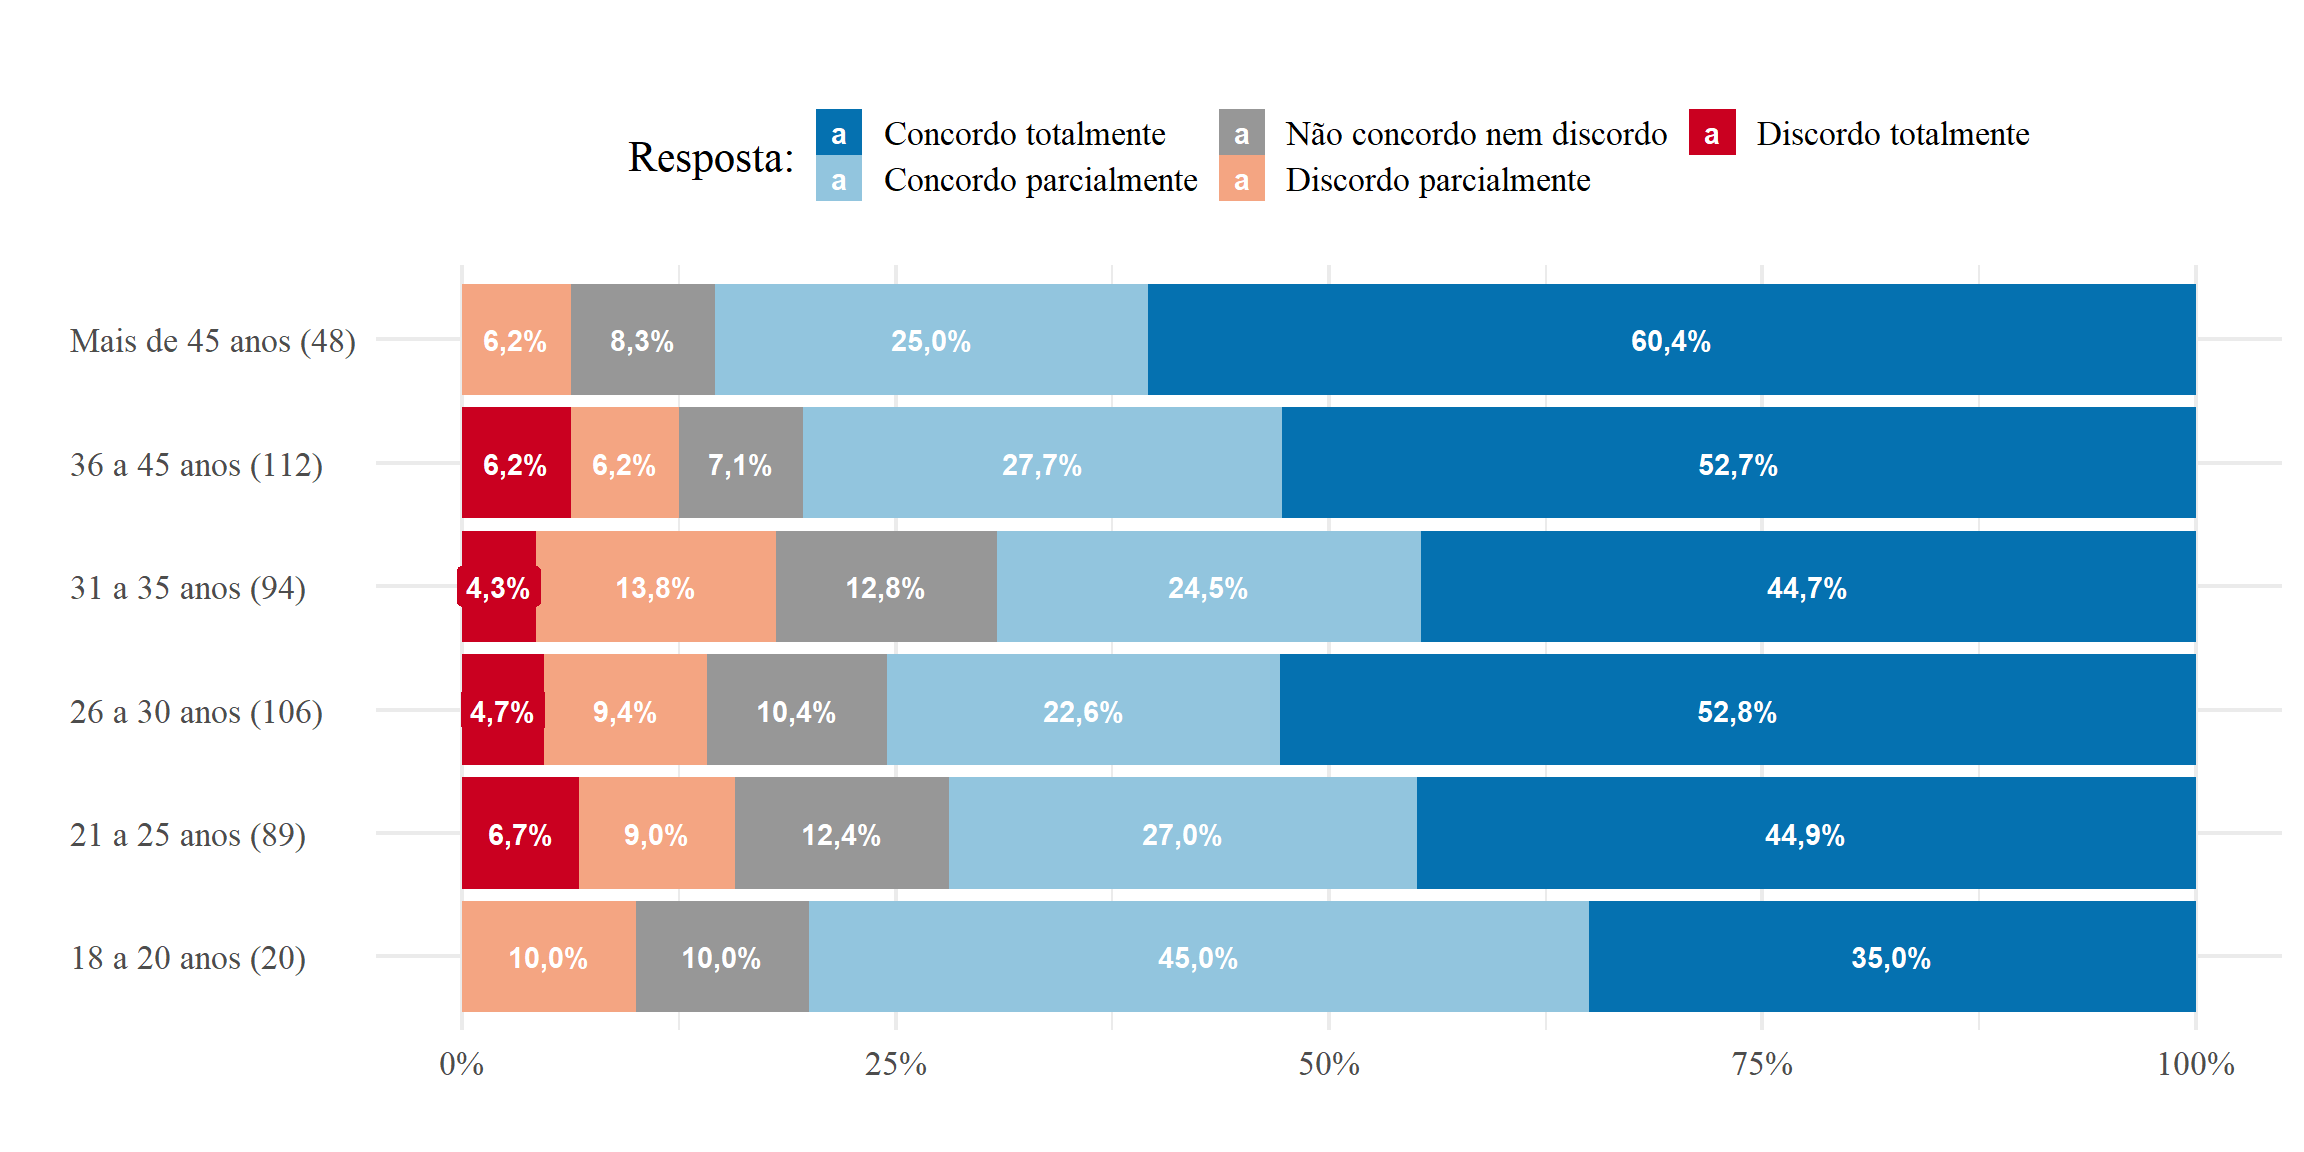 Resposta:
a Concordo totalmente a Não concordo nem discordo a Discordo totalmente
a Concordo parcialmente a Discordo parcialmente
Mais de 45 anos (48) 6,2% 8,3% 25,0% 60,4%
36 a 45 anos (112) 6,2% 6,2% 7,1% 27,7% 52,7%
31 a 35 anos (94) 4,3% 13,8% 12,8% 24,5% 44,7%
26 a 30 anos (106) 4,7% 9,4% 10,4% 22,6% 52,8%
21 a 25 anos (89) 6,7% 9,0% 12,4% 27,0% 44,9%
18 a 20 anos (20) 10,0% 10,0% 45,0% 35,0%
0% 25% 50% 75% 100%